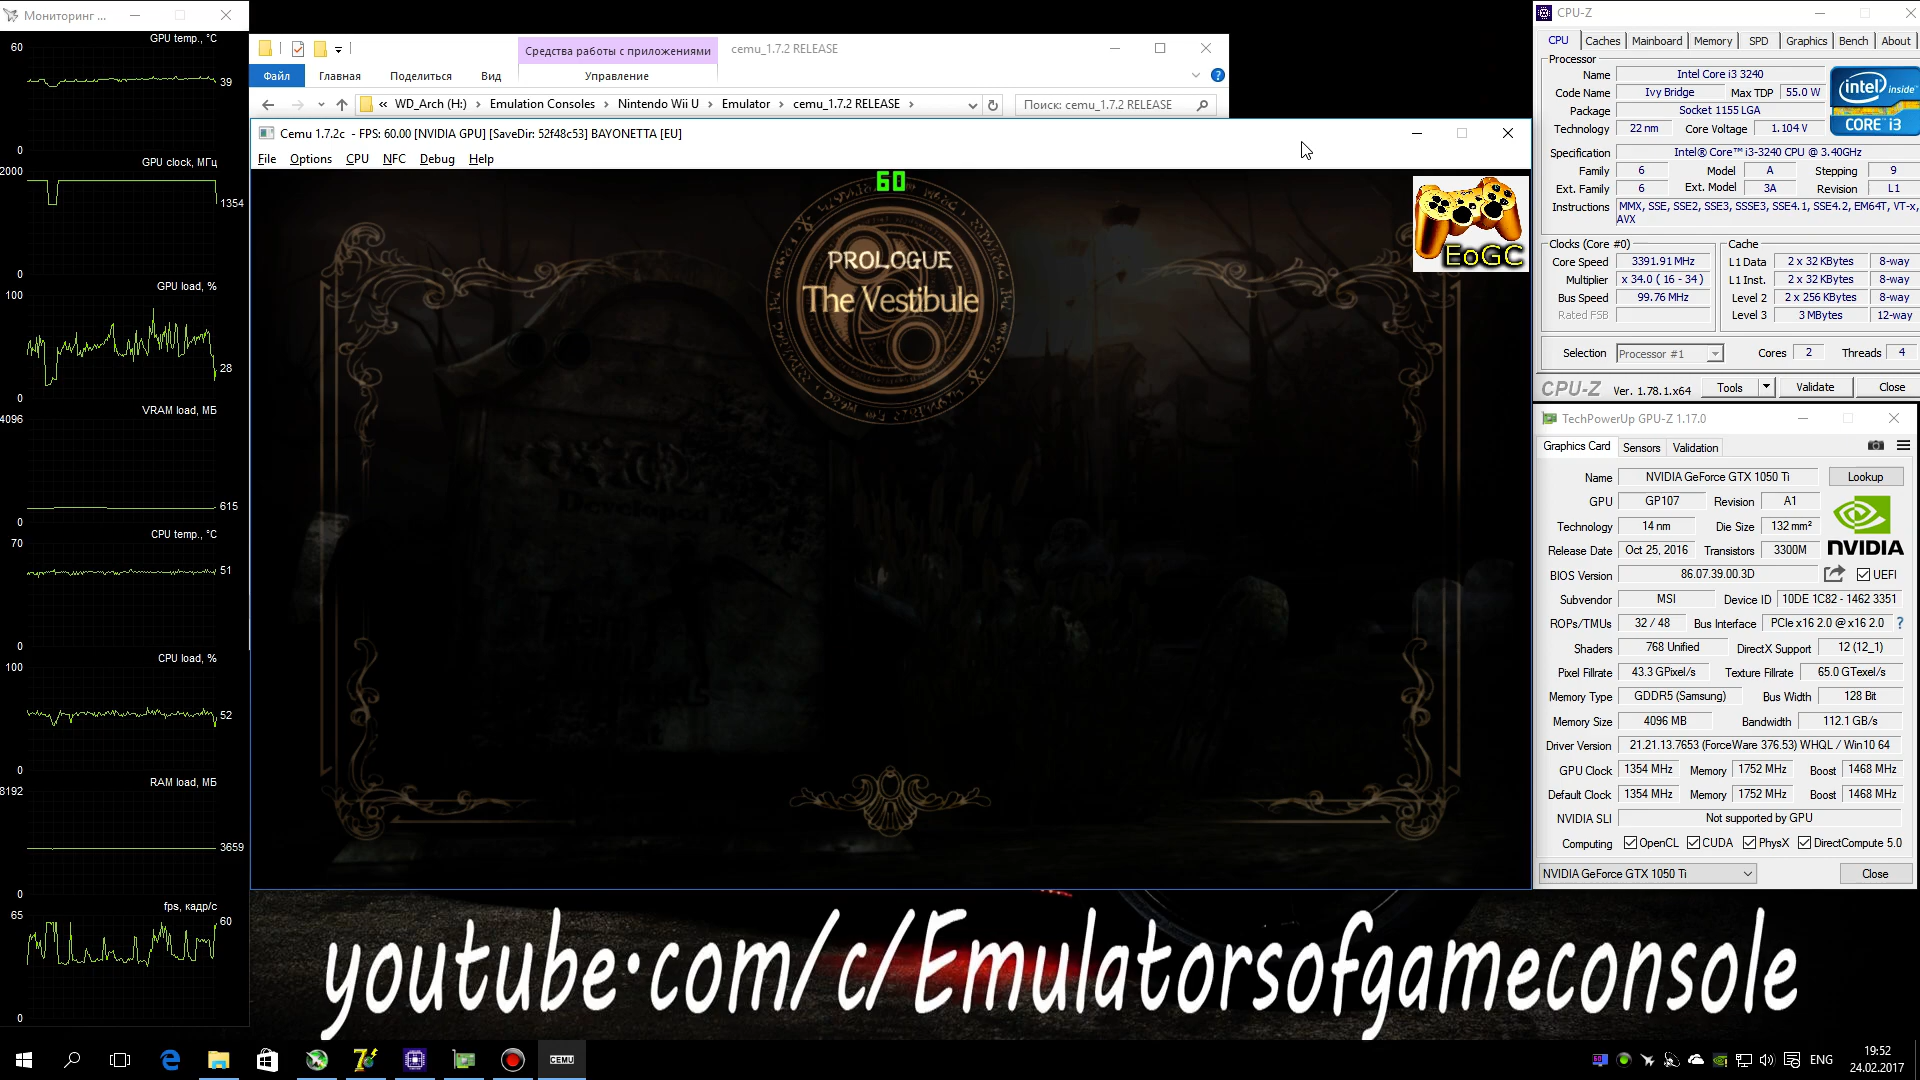 Мониторинг ...
GPU temp., °C
60
39
0
GPU clock, МГц
2000
1354
0
GPU load, %
100
28
0
VRAM load, МБ
4096
615
0
CPU temp., °C
70
51
0
CPU load, %
100
52
0
RAM load, МБ
8192
3659
0
fps, кадр/с
65
60
0
Средства работы с приложениями
cemu_1.7.2 RELEASE
Файл
Главная
Поделиться
Вид
Управление
« WD_Arch (H:) › Emulation Consoles › Nintendo Wii U › Emulator › cemu_1.7.2 RELEASE ›
Поиск: cemu_1.7.2 RELEASE
Cemu 1.7.2c - FPS: 60.00 [NVIDIA GPU] [SaveDir: 52f48c53] BAYONETTA [EU]
File Options CPU NFC Debug Help
60
PROLOGUE
The Vestibule
EoGC
CPU-Z
CPU Caches Mainboard Memory SPD Graphics Bench About
Processor
Name Intel Core i3 3240
Code Name Ivy Bridge Max TDP 55.0 W
Package Socket 1155 LGA
Technology 22 nm Core Voltage 1.104 V
intel inside™
CORE i3
Specification Intel® Core™ i3-3240 CPU @ 3.40GHz
Family 6 Model A Stepping 9
Ext. Family 6 Ext. Model 3A Revision L1
Instructions MMX, SSE, SSE2, SSE3, SSSE3, SSE4.1, SSE4.2, EM64T, VT-x,
AVX
Clocks (Core #0)
Core Speed 3391.91 MHz
Multiplier x 34.0 ( 16 - 34 )
Bus Speed 99.76 MHz
Rated FSB
Cache
L1 Data 2 x 32 KBytes 8-way
L1 Inst. 2 x 32 KBytes 8-way
Level 2 2 x 256 KBytes 8-way
Level 3 3 MBytes 12-way
Selection Processor #1 Cores 2 Threads 4
CPU-Z Ver. 1.78.1.x64 Tools Validate Close
TechPowerUp GPU-Z 1.17.0
Graphics Card Sensors Validation
Name NVIDIA GeForce GTX 1050 Ti Lookup
GPU GP107 Revision A1
Technology 14 nm Die Size 132 mm²
Release Date Oct 25, 2016 Transistors 3300M
NVIDIA
BIOS Version 86.07.39.00.3D UEFI
Subvendor MSI Device ID 10DE 1C82 - 1462 3351
ROPs/TMUs 32 / 48 Bus Interface PCIe x16 2.0 @ x16 2.0 ?
Shaders 768 Unified DirectX Support 12 (12_1)
Pixel Fillrate 43.3 GPixel/s Texture Fillrate 65.0 GTexel/s
Memory Type GDDR5 (Samsung) Bus Width 128 Bit
Memory Size 4096 MB Bandwidth 112.1 GB/s
Driver Version 21.21.13.7653 (ForceWare 376.53) WHQL / Win10 64
GPU Clock 1354 MHz Memory 1752 MHz Boost 1468 MHz
Default Clock 1354 MHz Memory 1752 MHz Boost 1468 MHz
NVIDIA SLI Not supported by GPU
Computing OpenCL CUDA PhysX DirectCompute 5.0
NVIDIA GeForce GTX 1050 Ti Close
youtube.com/c/Emulatorsofgameconsole
CEMU
ENG
19:52
24.02.2017